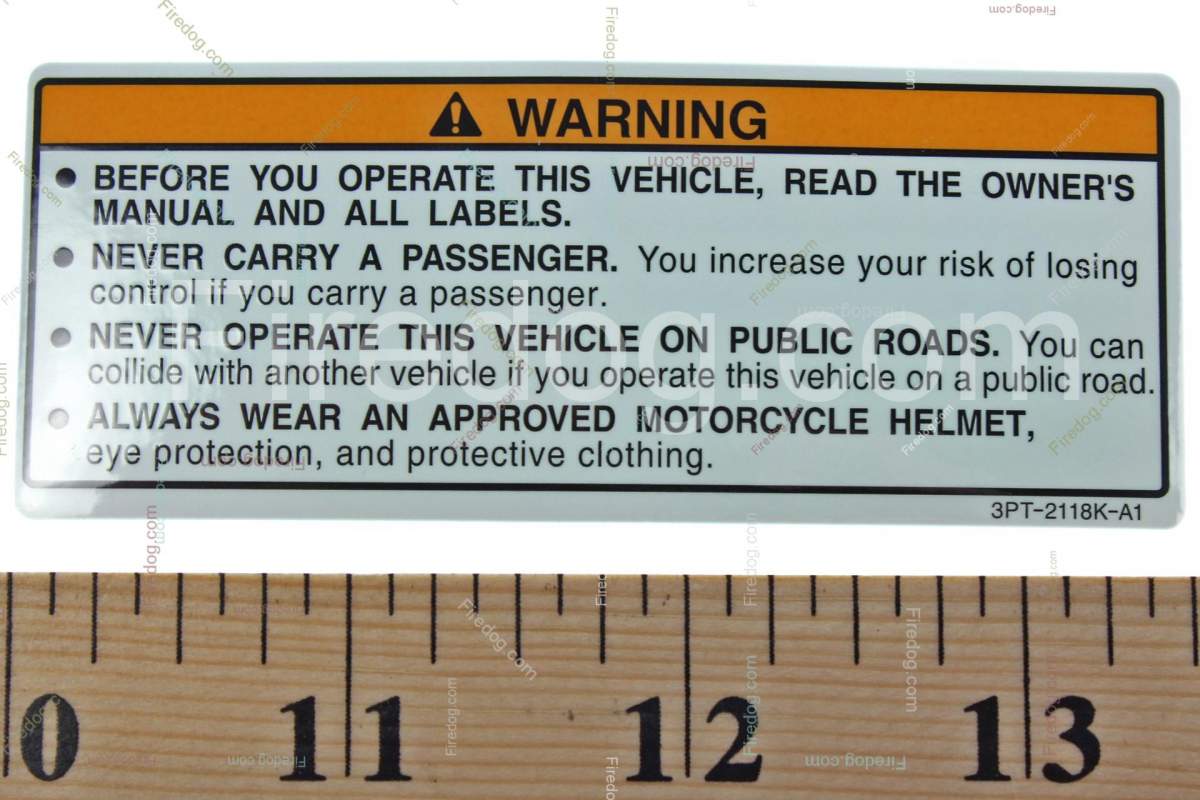 WARNING
• BEFORE YOU OPERATE THIS VEHICLE, READ THE OWNER'S
MANUAL AND ALL LABELS.
• NEVER CARRY A PASSENGER. You increase your risk of losing
control if you carry a passenger.
• NEVER OPERATE THIS VEHICLE ON PUBLIC ROADS. You can
collide with another vehicle if you operate this vehicle on a public road.
• ALWAYS WEAR AN APPROVED MOTORCYCLE HELMET,
eye protection, and protective clothing.
3PT-2118K-A1
Firedog.com
0 11 12 13